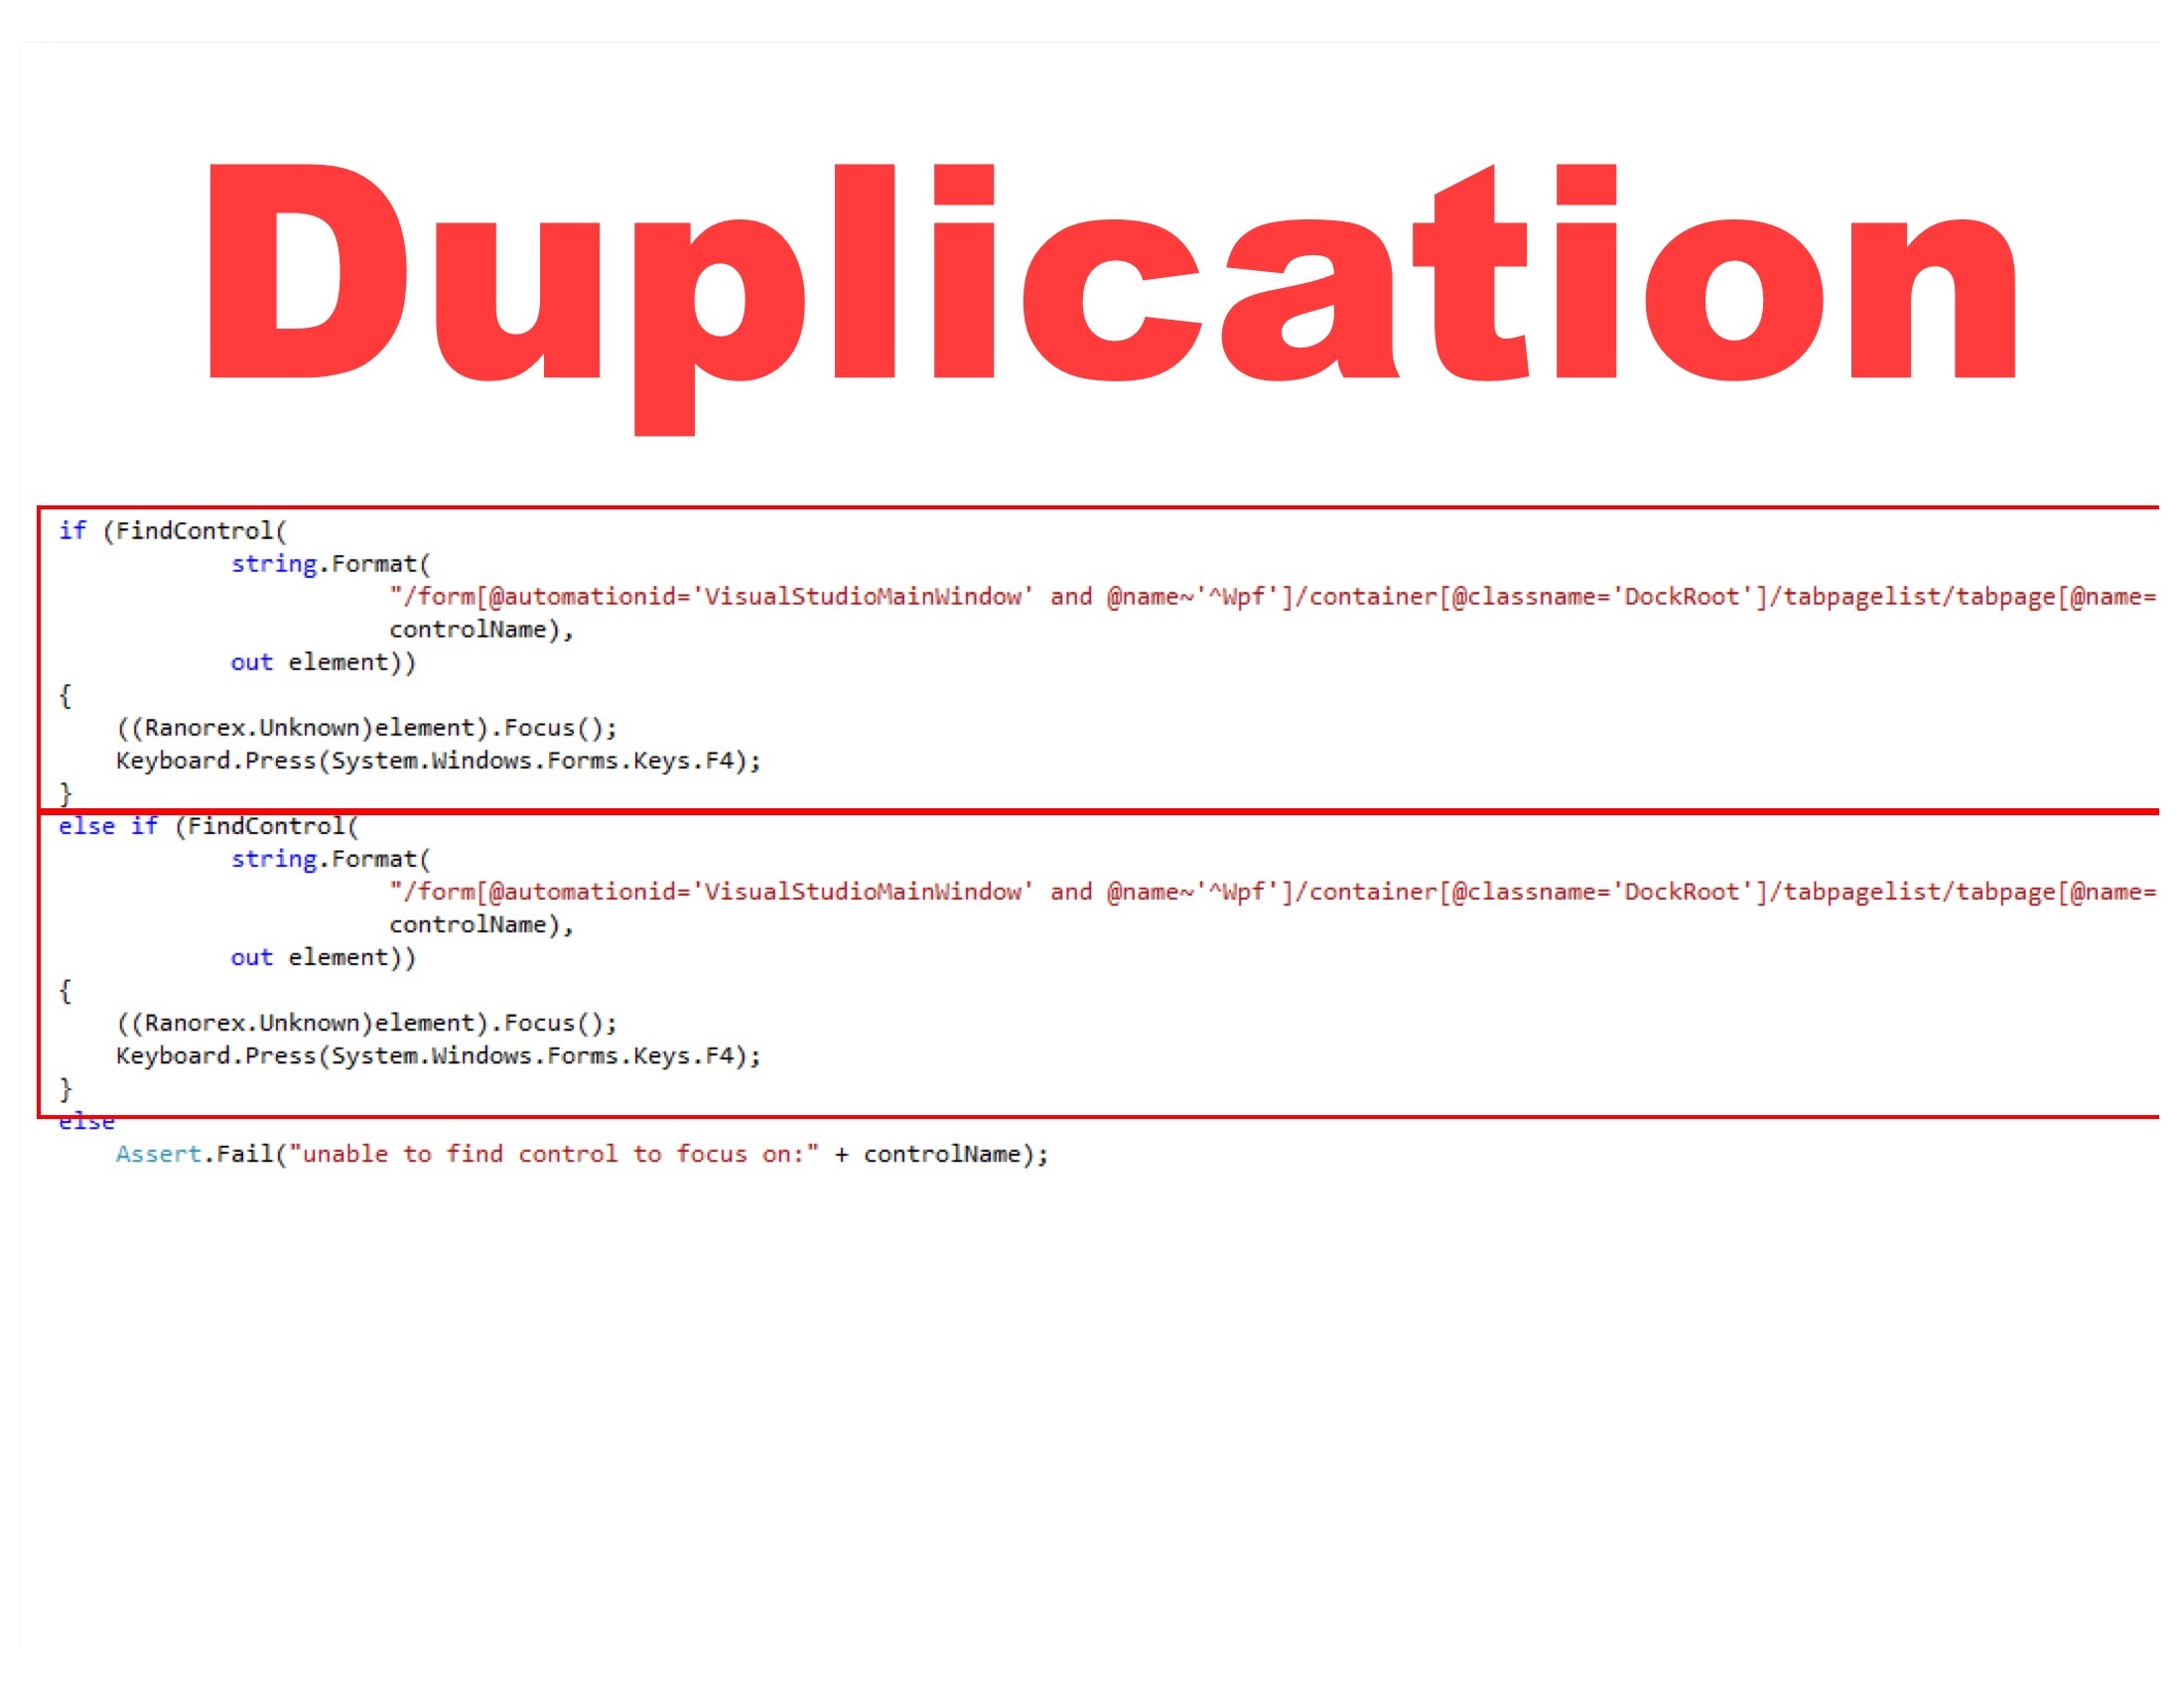 Duplication
if (FindControl(
string.Format(
"/form[@automationid='VisualStudioMainWindow' and @name~'^Wpf']/container[@classname='DockRoot']/tabpagelist/tabpage[@name=
controlName),
out element))
{
((Ranorex.Unknown)element).Focus();
Keyboard.Press(System.Windows.Forms.Keys.F4);
}
else if (FindControl(
string.Format(
"/form[@automationid='VisualStudioMainWindow' and @name~'^Wpf']/container[@classname='DockRoot']/tabpagelist/tabpage[@name=
controlName),
out element))
{
((Ranorex.Unknown)element).Focus();
Keyboard.Press(System.Windows.Forms.Keys.F4);
}
else
Assert.Fail("unable to find control to focus on:" + controlName);